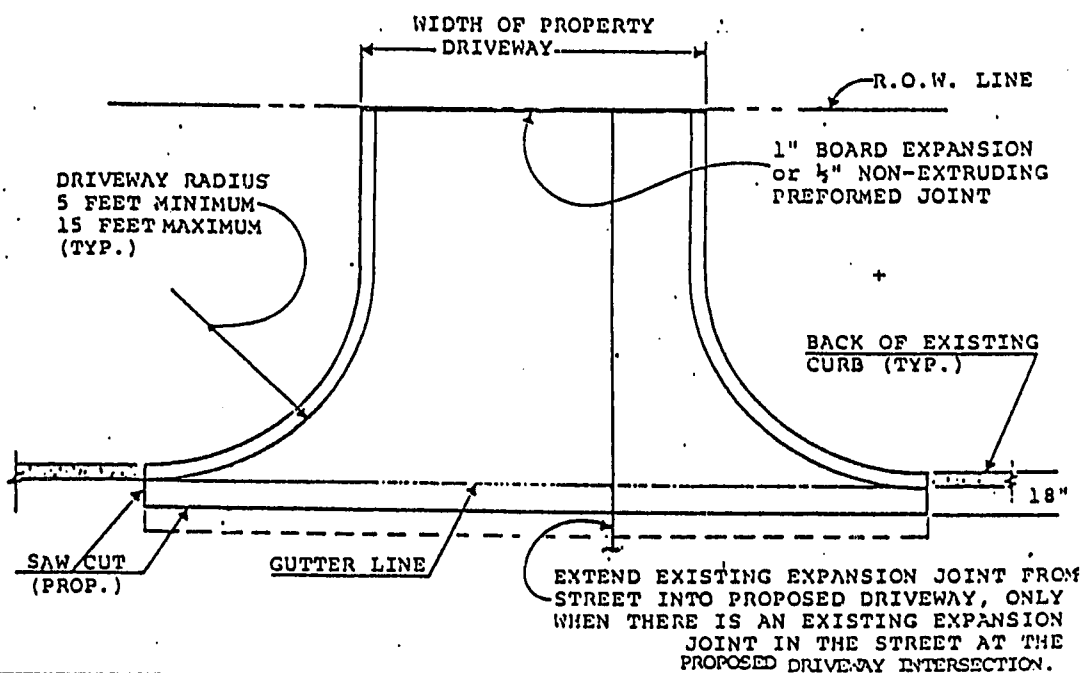 WIDTH OF PROPERTY
DRIVEWAY
R.O.W. LINE
1" BOARD EXPANSION
or ½" NON-EXTRUDING
PREFORMED JOINT
DRIVEWAY RADIUS
5 FEET MINIMUM
15 FEET MAXIMUM
(TYP.)
BACK OF EXISTING
CURB (TYP.)
18"
SAW CUT
(PROP.)
GUTTER LINE
EXTEND EXISTING EXPANSION JOINT FROM
STREET INTO PROPOSED DRIVEWAY, ONLY
WHEN THERE IS AN EXISTING EXPANSION
JOINT IN THE STREET AT THE
PROPOSED DRIVEWAY INTERSECTION.